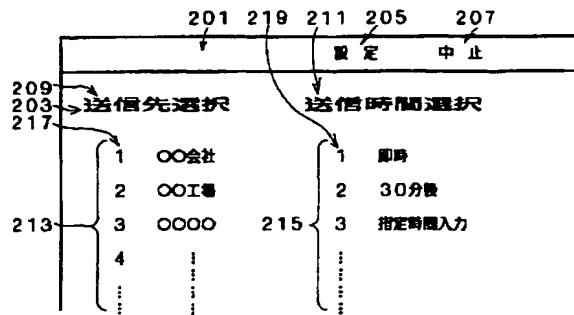 219 201 211 205 207
設定 中止
209 送信先選択 送信時間選択
203
217
1 ○○会社 1 即時
2 ○○工場 2 30分後
213 3 ○○○○ 215 3 指定時間入力
4